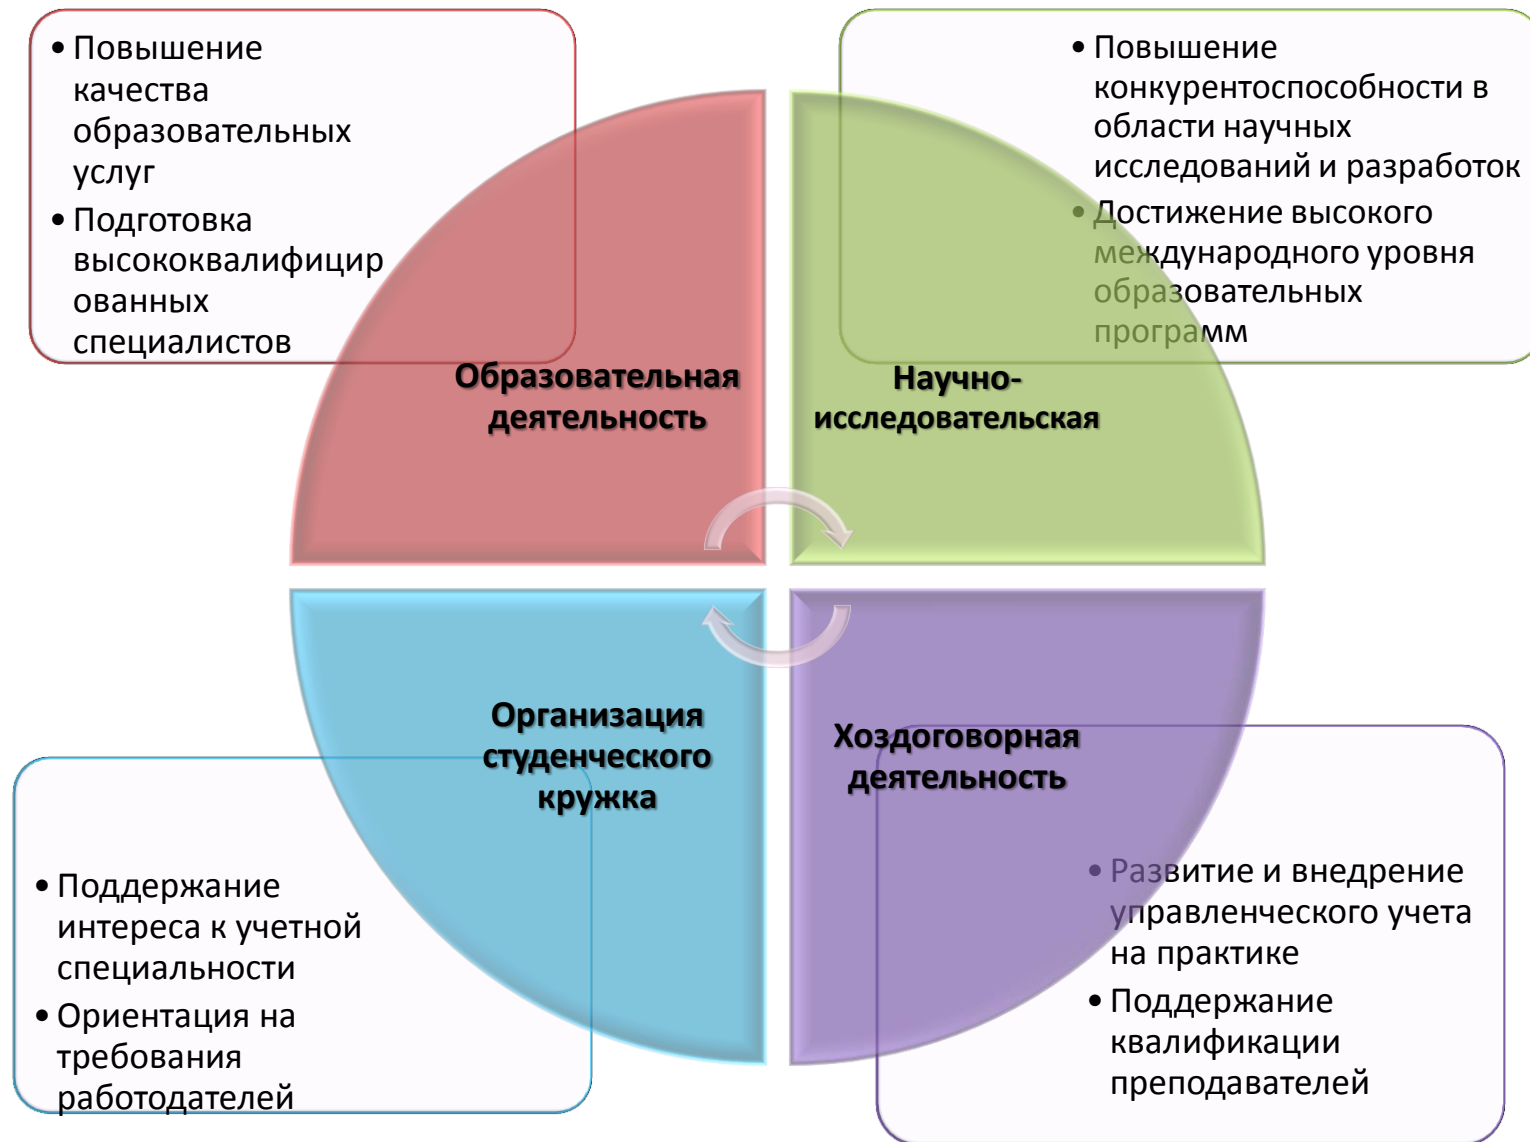 • Повышение
качества
образовательных
услуг
• Подготовка
высококвалифицир
ованных
специалистов
• Повышение
конкурентоспособности в
области научных
исследований и разработок
• Достижение высокого
международного уровня
образовательных
программ
Образовательная
деятельность
Научно-
исследовательская
Организация
студенческого
кружка
Хоздоговорная
деятельность
• Поддержание
интереса к учетной
специальности
• Ориентация на
требования
работодателей
• Развитие и внедрение
управленческого учета
на практике
• Поддержание
квалификации
преподавателей